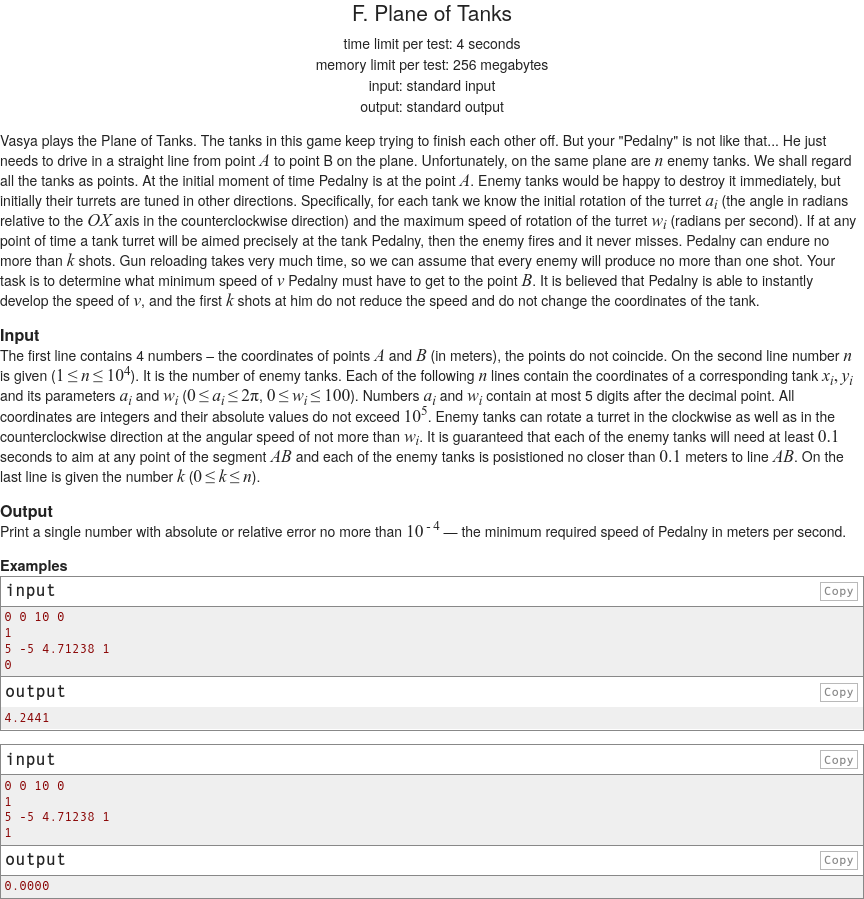 F. Plane of Tanks
time limit per test: 4 seconds
memory limit per test: 256 megabytes
input: standard input
output: standard output
Vasya plays the Plane of Tanks. The tanks in this game keep trying to finish each other off. But your "Pedalny" is not like that... He just
needs to drive in a straight line from point A to point B on the plane. Unfortunately, on the same plane are n enemy tanks. We shall regard
all the tanks as points. At the initial moment of time Pedalny is at the point A. Enemy tanks would be happy to destroy it immediately, but
initially their turrets are tuned in other directions. Specifically, for each tank we know the initial rotation of the turret a_i (the angle in radians
relative to the OX axis in the counterclockwise direction) and the maximum speed of rotation of the turret w_i (radians per second). If at any
point of time a tank turret will be aimed precisely at the tank Pedalny, then the enemy fires and it never misses. Pedalny can endure no
more than k shots. Gun reloading takes very much time, so we can assume that every enemy will produce no more than one shot. Your
task is to determine what minimum speed of v Pedalny must have to get to the point B. It is believed that Pedalny is able to instantly
develop the speed of v, and the first k shots at him do not reduce the speed and do not change the coordinates of the tank.
Input
The first line contains 4 numbers – the coordinates of points A and B (in meters), the points do not coincide. On the second line number n
is given (1 ≤ n ≤ 10^4). It is the number of enemy tanks. Each of the following n lines contain the coordinates of a corresponding tank x_i, y_i
and its parameters a_i and w_i (0 ≤ a_i ≤ 2π, 0 ≤ w_i ≤ 100). Numbers a_i and w_i contain at most 5 digits after the decimal point. All
coordinates are integers and their absolute values do not exceed 10^5. Enemy tanks can rotate a turret in the clockwise as well as in the
counterclockwise direction at the angular speed of not more than w_i. It is guaranteed that each of the enemy tanks will need at least 0.1
seconds to aim at any point of the segment AB and each of the enemy tanks is posistioned no closer than 0.1 meters to line AB. On the
last line is given the number k (0 ≤ k ≤ n).
Output
Print a single number with absolute or relative error no more than 10^-4 — the minimum required speed of Pedalny in meters per second.
Examples
input Copy
0 0 10 0
1
5 -5 4.71238 1
0
output Copy
4.2441
input Copy
0 0 10 0
1
5 -5 4.71238 1
1
output Copy
0.0000